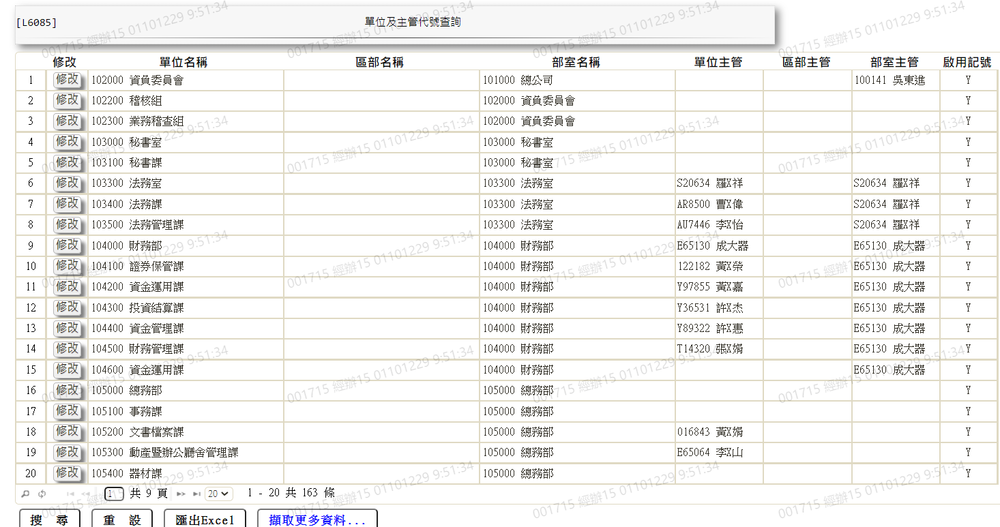 [L6085] 單位及主管代號查詢
修改 單位名稱 區部名稱 部室名稱 單位主管 區部主管 部室主管 啟用記號
1 修改 102000 資負委員會 101000 總公司 100141 吳東進 Y
2 修改 102200 稽核組 102000 資負委員會 Y
3 修改 102300 業務稽查組 102000 資負委員會 Y
4 修改 103000 秘書室 103000 秘書室 Y
5 修改 103100 秘書課 103000 秘書室 Y
6 修改 103300 法務室 103300 法務室 S20634 羅X祥 S20634 羅X祥 Y
7 修改 103400 法務課 103300 法務室 AR8500 曹X偉 S20634 羅X祥 Y
8 修改 103500 法務管理課 103300 法務室 AU7446 李X怡 S20634 羅X祥 Y
9 修改 104000 財務部 104000 財務部 E65130 成大器 E65130 成大器 Y
10 修改 104100 證券保管課 104000 財務部 122182 黃X榮 E65130 成大器 Y
11 修改 104200 資金運用課 104000 財務部 Y97855 黃X嘉 E65130 成大器 Y
12 修改 104300 投資結算課 104000 財務部 Y36531 許X杰 E65130 成大器 Y
13 修改 104400 資金管理課 104000 財務部 Y89322 許X惠 E65130 成大器 Y
14 修改 104500 財務管理課 104000 財務部 T14320 張X娟 E65130 成大器 Y
15 修改 104600 資金運用課 104000 財務部 E65130 成大器 Y
16 修改 105000 總務部 105000 總務部 Y
17 修改 105100 事務課 105000 總務部 Y
18 修改 105200 文書檔案課 105000 總務部 016843 黃X娟 Y
19 修改 105300 動產暨辦公廳舍管理課 105000 總務部 E65064 李X山 Y
20 修改 105400 器材課 105000 總務部 Y
1 共 9 頁 20 1 - 20 共 163 條
搜 尋 重 設 匯出Excel 擷取更多資料...
001715 經辦15 01101229 9:51:34